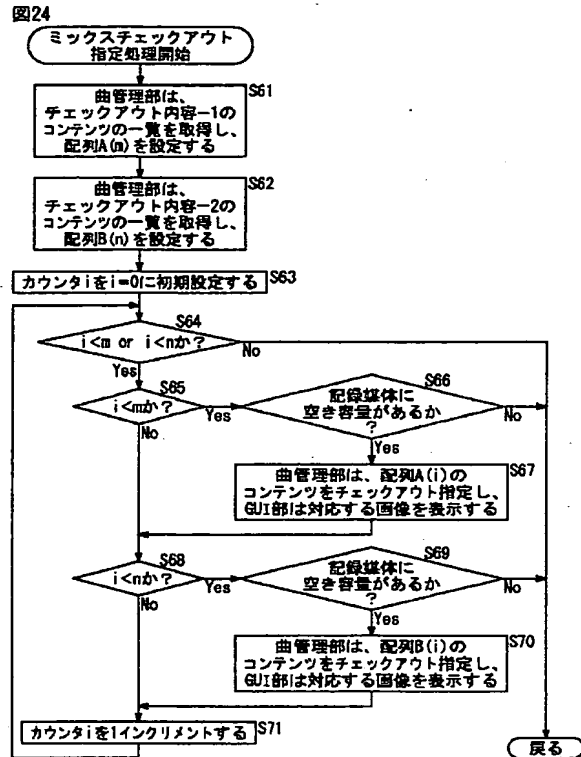 図24
ミックスチェックアウト
指定処理開始
S61
曲管理部は、
チェックアウト内容-1の
コンテンツの一覧を取得し、
配列A(m)を設定する
S62
曲管理部は、
チェックアウト内容-2の
コンテンツの一覧を取得し、
配列B(n)を設定する
カウンタiをi=0に初期設定する S63
S64
i<m or i<nか?
No
Yes
S65
i<mか?
Yes
No
S66
記録媒体に
空き容量があるか
?
No
Yes
S67
曲管理部は、配列A(i)の
コンテンツをチェックアウト指定し、
GUI部は対応する画像を表示する
S68
i<nか?
Yes
No
S69
記録媒体に
空き容量があるか
?
No
Yes
S70
曲管理部は、配列B(i)の
コンテンツをチェックアウト指定し、
GUI部は対応する画像を表示する
カウンタiを1インクリメントする S71
戻る